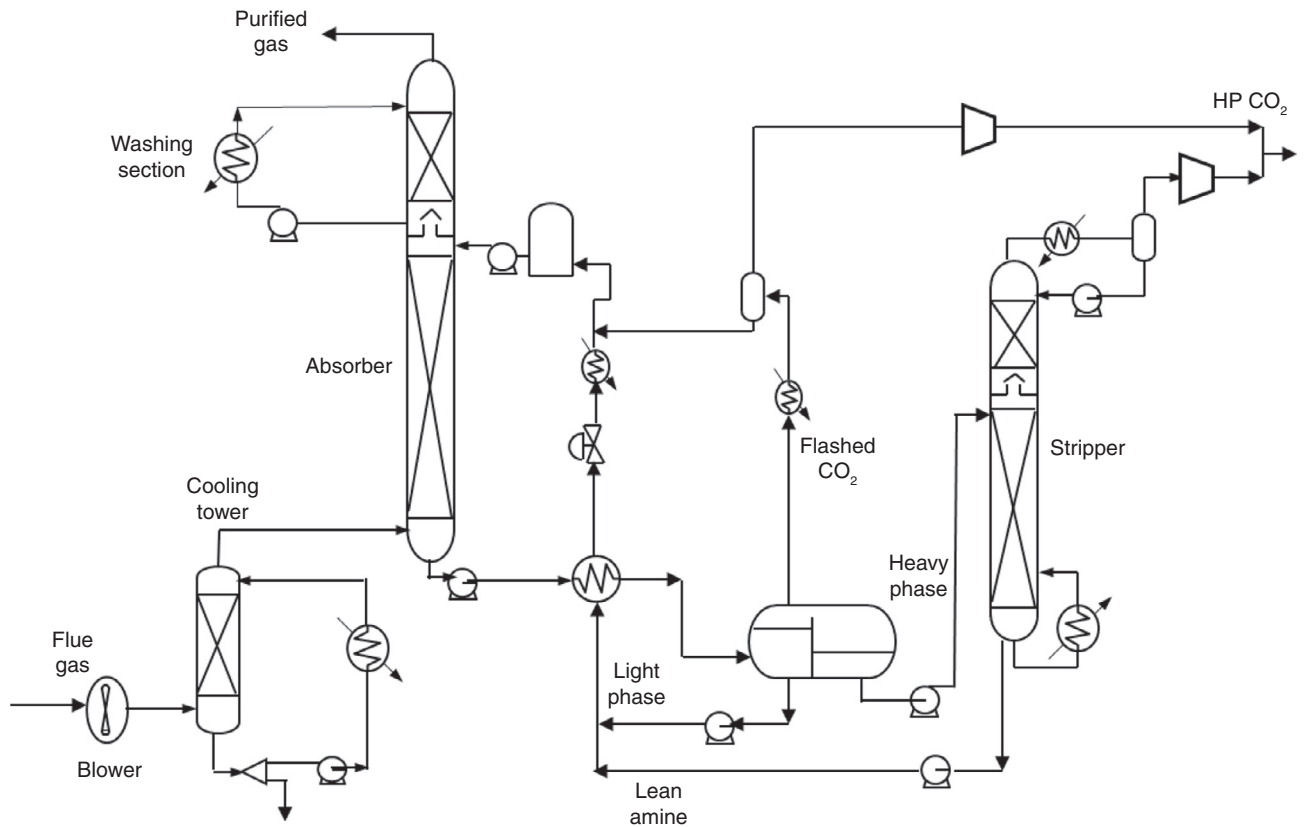 Purified
gas
HP CO₂
Washing
section
Absorber
Flashed
CO₂
Stripper
Cooling
tower
Heavy
phase
Flue
gas
Light
phase
Blower
Lean
amine